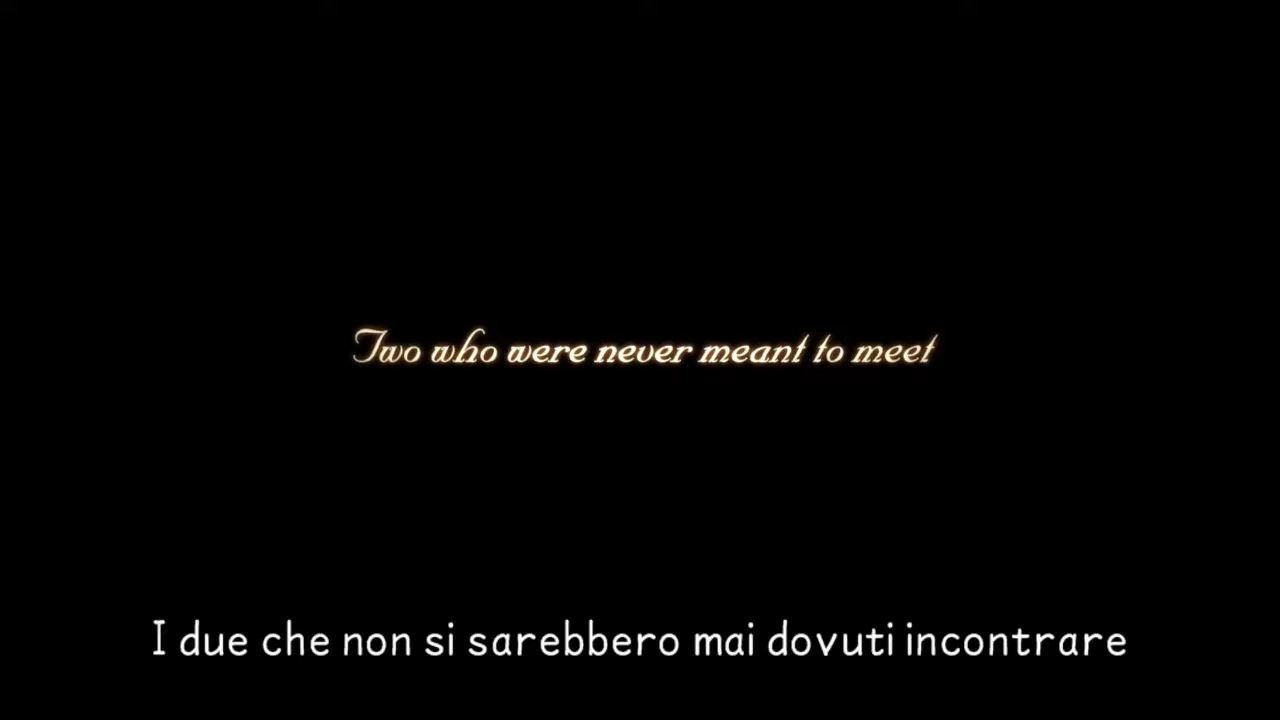 Two who were never meant to meet
I due che non si sarebbero mai dovuti incontrare